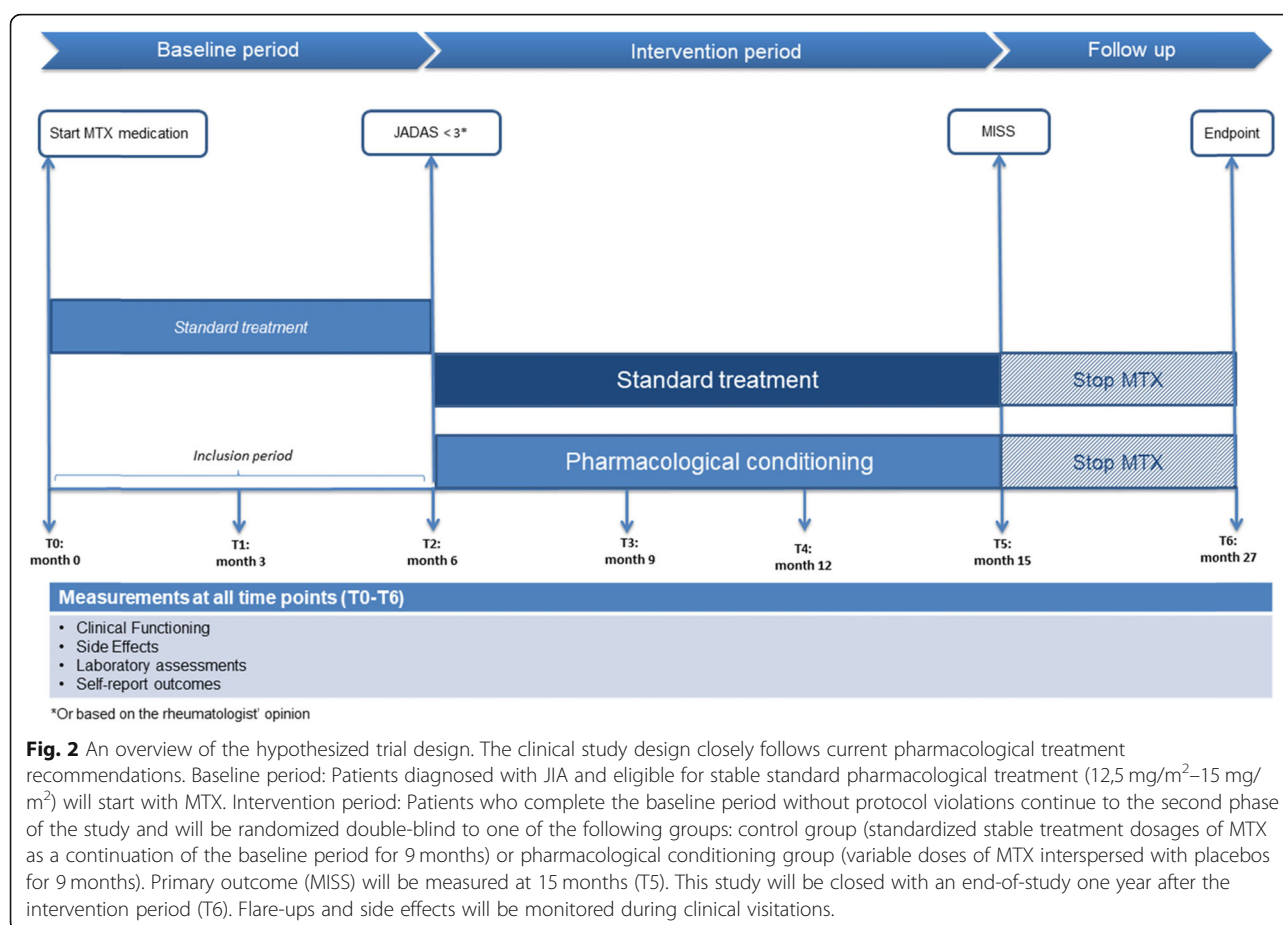 Baseline period
Intervention period
Follow up
Start MTX medication
JADAS <3*
MISS
Endpoint
Standard treatment
Standard treatment
Stop MTX
Inclusion period
Pharmacological conditioning
Stop MTX
T0:
month 0
T1:
month 3
T2:
month 6
T3:
month 9
T4:
month 12
T5:
month 15
T6:
month 27
Measurements at all time points (T0-T6)
• Clinical Functioning
• Side Effects
• Laboratory assessments
• Self-report outcomes
*Or based on the rheumatologist' opinion
Fig. 2 An overview of the hypothesized trial design. The clinical study design closely follows current pharmacological treatment
recommendations. Baseline period: Patients diagnosed with JIA and eligible for stable standard pharmacological treatment (12,5 mg/m²–15 mg/
m²) will start with MTX. Intervention period: Patients who complete the baseline period without protocol violations continue to the second phase
of the study and will be randomized double-blind to one of the following groups: control group (standardized stable treatment dosages of MTX
as a continuation of the baseline period for 9 months) or pharmacological conditioning group (variable doses of MTX interspersed with placebos
for 9 months). Primary outcome (MISS) will be measured at 15 months (T5). This study will be closed with an end-of-study one year after the
intervention period (T6). Flare-ups and side effects will be monitored during clinical visitations.